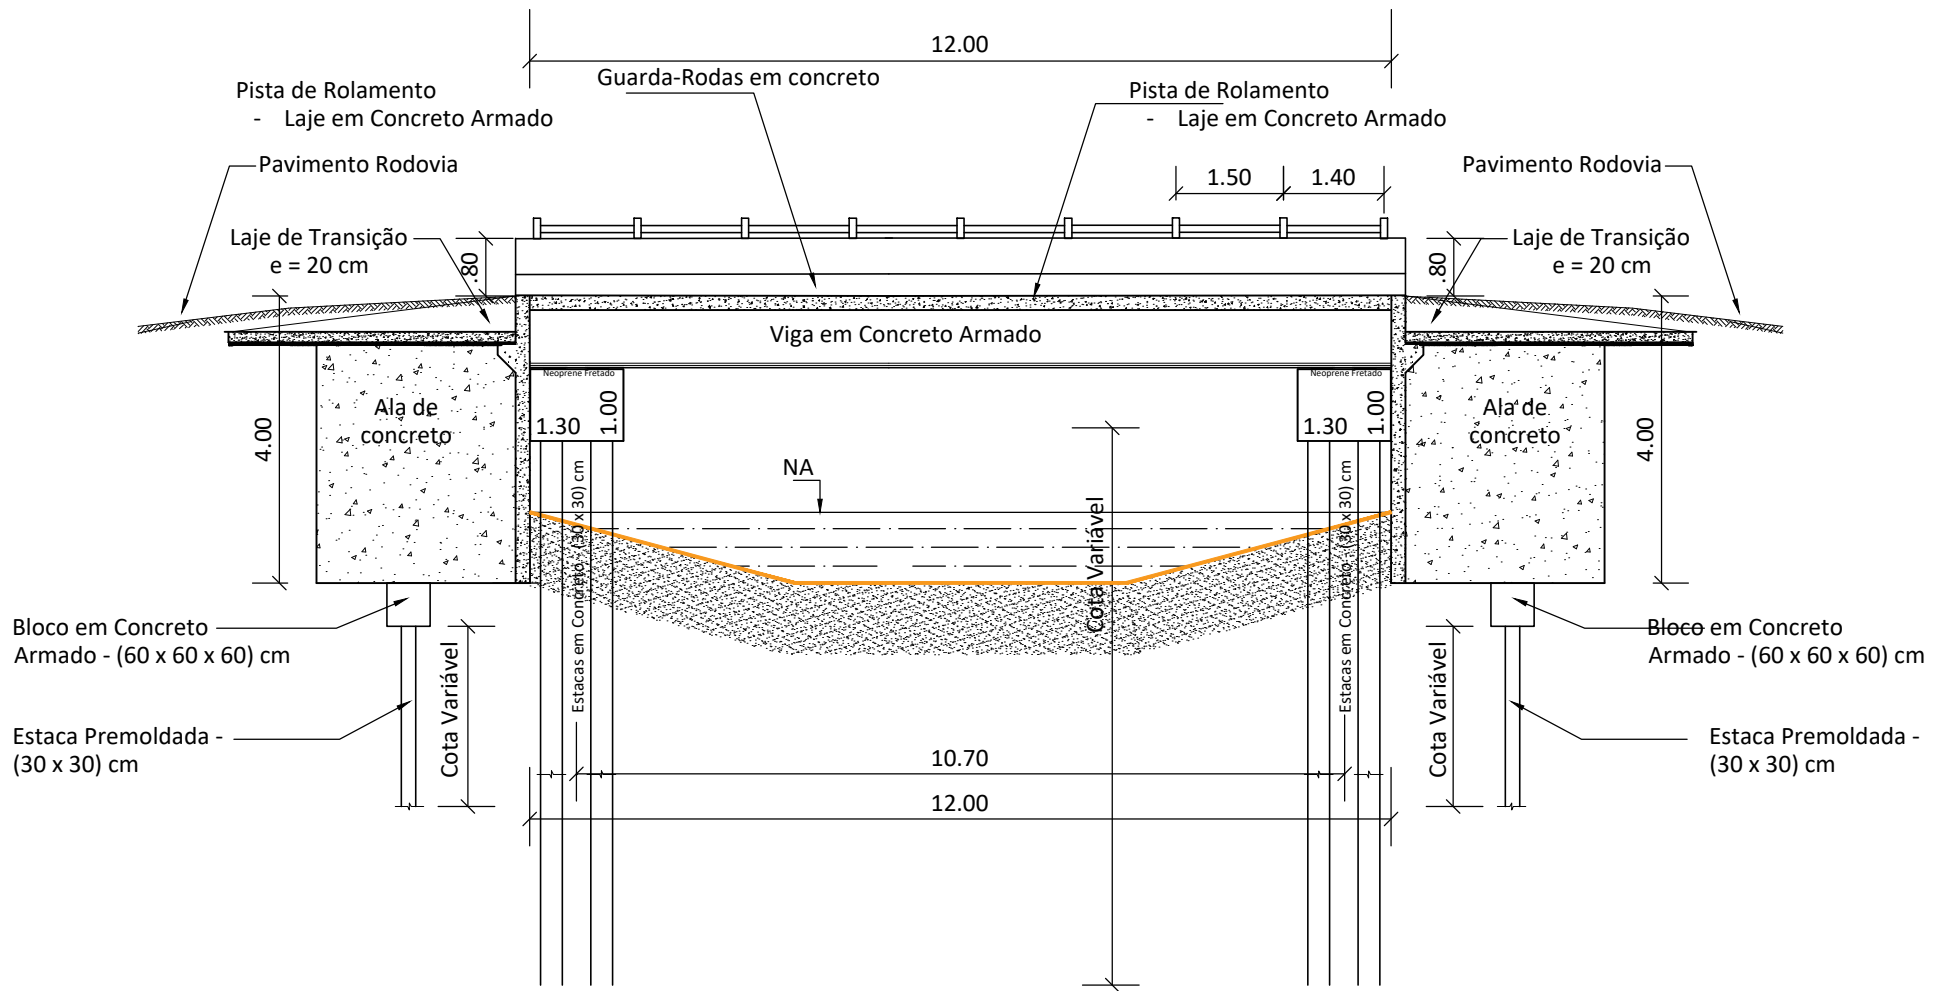 12.00
Guarda-Rodas em concreto
Pista de Rolamento
- Laje em Concreto Armado
Pista de Rolamento
- Laje em Concreto Armado
Pavimento Rodovia
Pavimento Rodovia
1.50
1.40
Laje de Transição
e = 20 cm
.80
.80
Laje de Transição
e = 20 cm
Viga em Concreto Armado
Neoprene Fretado
Neoprene Fretado
4.00
Ala de
concreto
1.30
1.00
1.30
1.00
Ala de
concreto
4.00
NA
Estacas em Concreto - (30 x 30) cm
Cota Variável
Estacas em Concreto - (30 x 30) cm
Bloco em Concreto
Armado - (60 x 60 x 60) cm
Bloco em Concreto
Armado - (60 x 60 x 60) cm
Cota Variável
Cota Variável
Estaca Premoldada -
(30 x 30) cm
Estaca Premoldada -
(30 x 30) cm
10.70
12.00